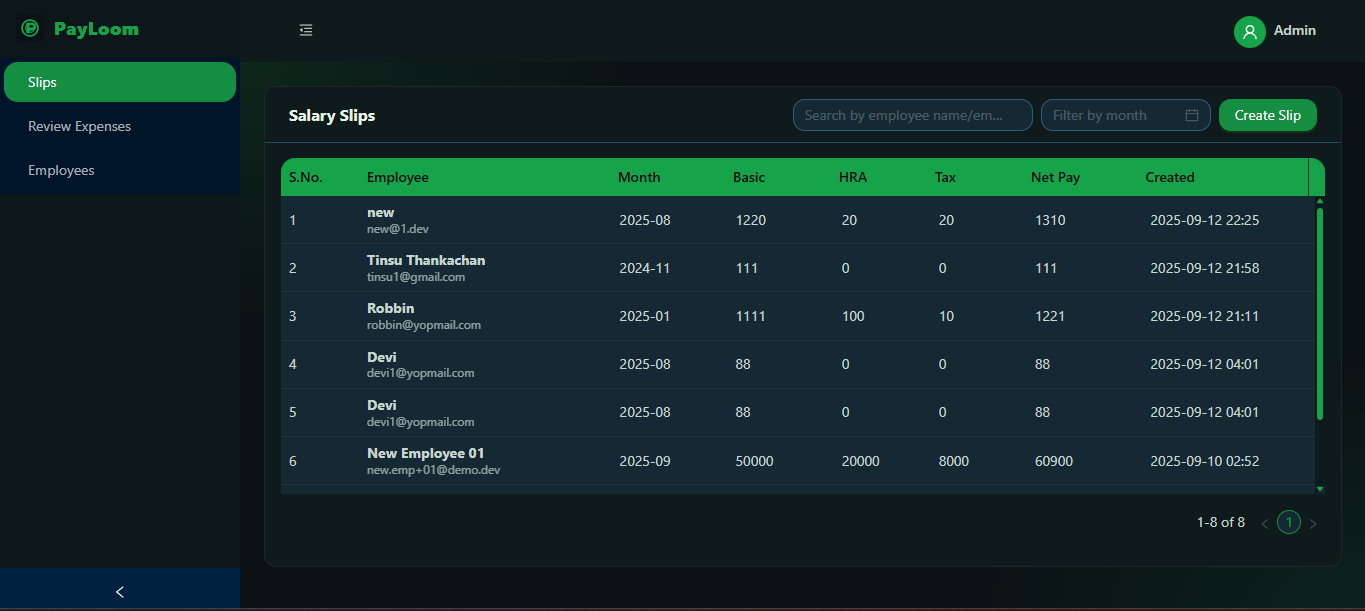 PayLoom
Admin
Slips
Review Expenses
Employees
Salary Slips
Search by employee name/em...
Filter by month
Create Slip
S.No. Employee Month Basic HRA Tax Net Pay Created
1 new 2025-08 1220 20 20 1310 2025-09-12 22:25
new@1.dev
2 Tinsu Thankachan 2024-11 111 0 0 111 2025-09-12 21:58
tinsu1@gmail.com
3 Robbin 2025-01 1111 100 10 1221 2025-09-12 21:11
robbin@yopmail.com
4 Devi 2025-08 88 0 0 88 2025-09-12 04:01
devi1@yopmail.com
5 Devi 2025-08 88 0 0 88 2025-09-12 04:01
devi1@yopmail.com
6 New Employee 01 2025-09 50000 20000 8000 60900 2025-09-10 02:52
new.emp+01@demo.dev
1-8 of 8 < 1 >